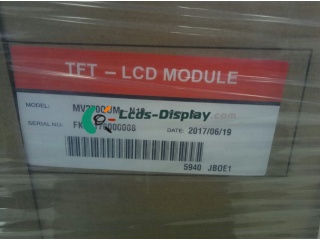 TFT - LCD MODULE
MODEL:
Lcds-Display.com
SERIAL NO:
DATE: 2017/06/19
5940 JB0E1